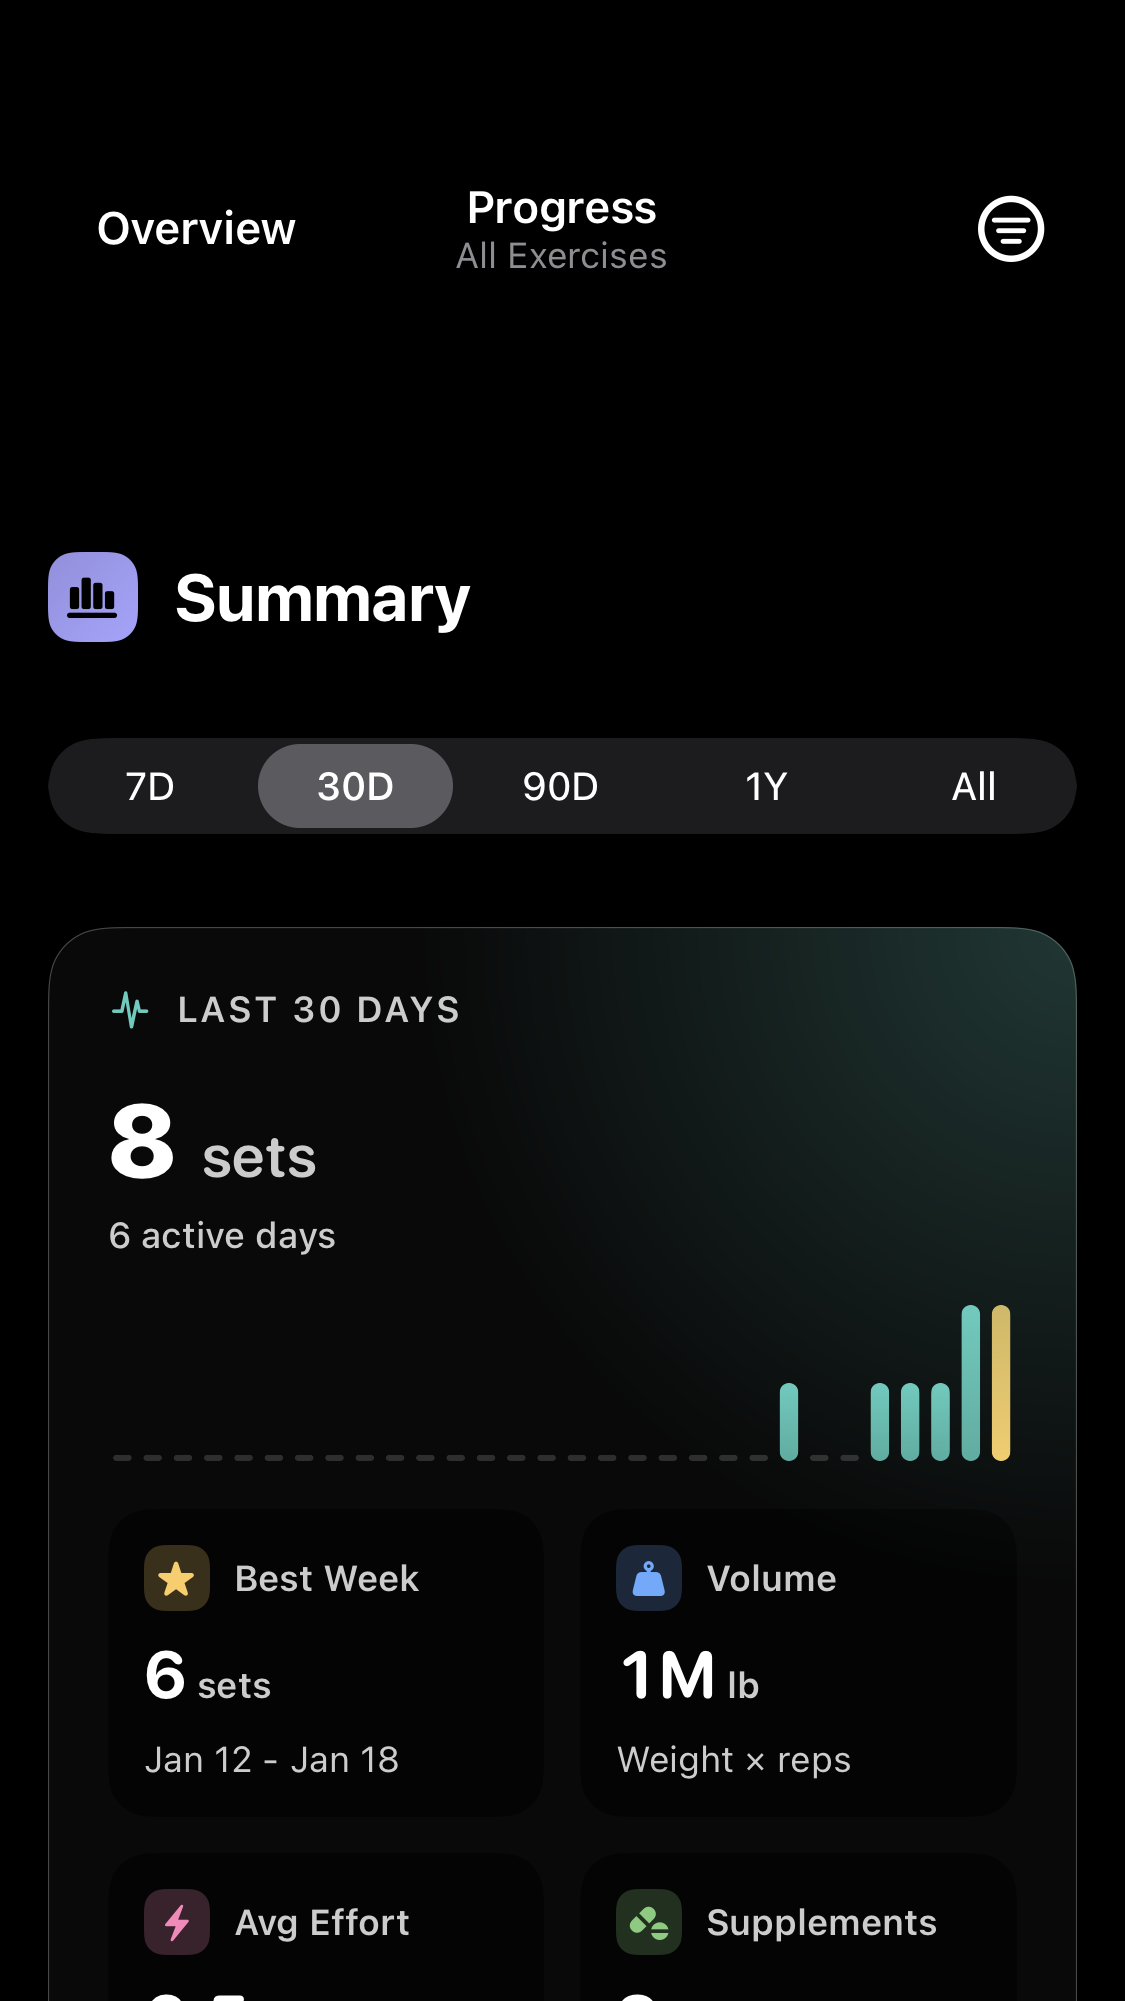 Overview
Progress
All Exercises
Summary
7D 30D 90D 1Y All
LAST 30 DAYS
8 sets
6 active days
Best Week
6 sets
Jan 12 - Jan 18
Volume
1M lb
Weight × reps
Avg Effort
Supplements